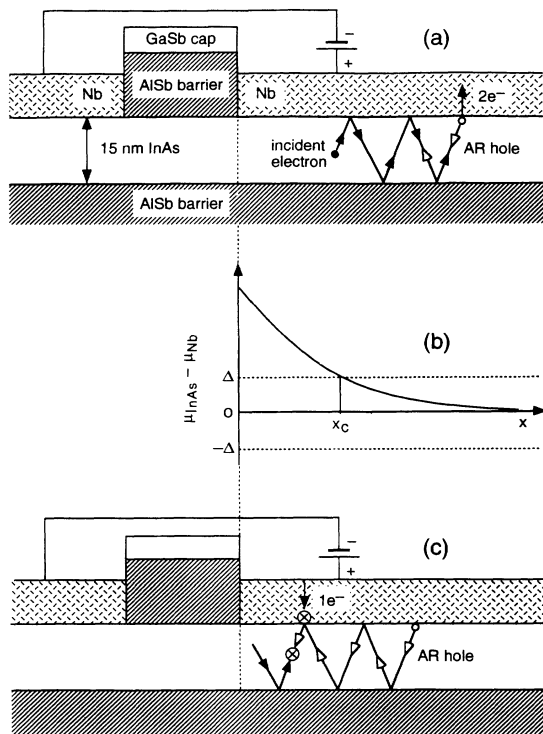 (a)
GaSb cap
−
+
Nb
AlSb barrier
Nb
2e⁻
15 nm InAs
incident
electron
AR hole
AlSb barrier
(b)
μInAs − μNb
Δ
0
−Δ
xc
x
(c)
−
+
1e⁻
AR hole